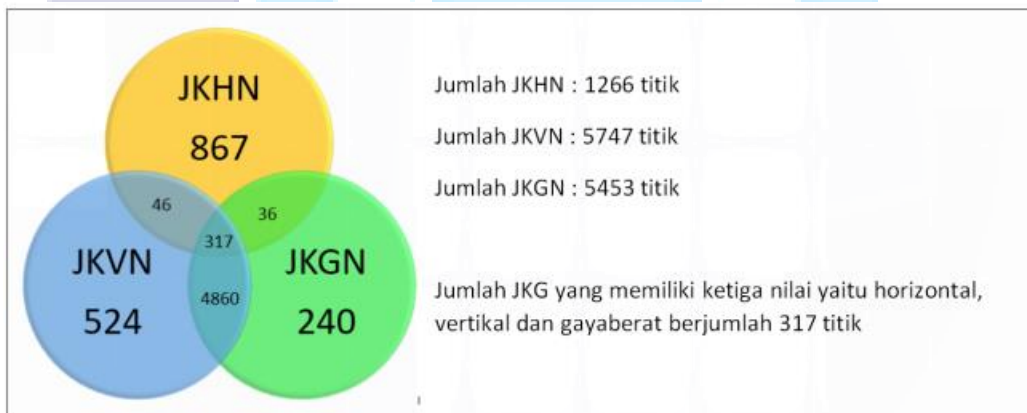 JKHN
867
46
36
317
JKVN
524
4860
JKGN
240
Jumlah JKHN : 1266 titik
Jumlah JKVN : 5747 titik
Jumlah JKGN : 5453 titik
Jumlah JKG yang memiliki ketiga nilai yaitu horizontal,
vertikal dan gayaberat berjumlah 317 titik